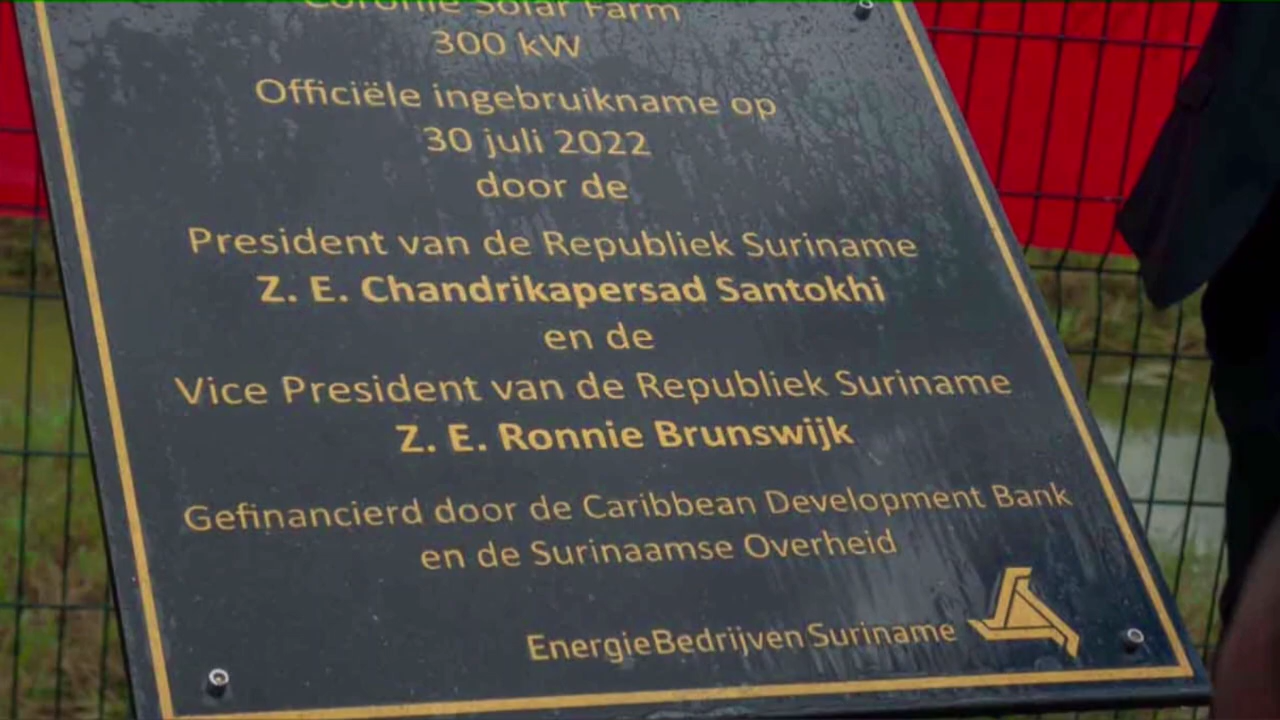 Coronie Solar Farm
300 kW
Officiële ingebruikname op
30 juli 2022
door de
President van de Republiek Suriname
Z. E. Chandrikapersad Santokhi
en de
Vice President van de Republiek Suriname
Z. E. Ronnie Brunswijk
Gefinancierd door de Caribbean Development Bank
en de Surinaamse Overheid
EnergieBedrijven Suriname